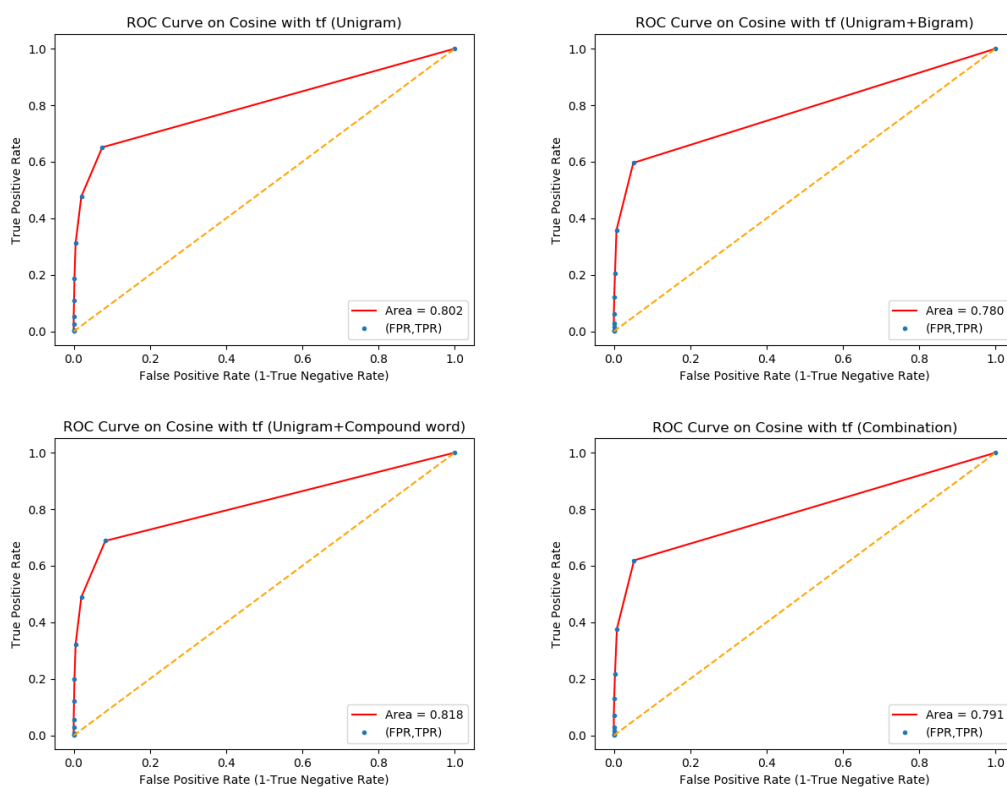 ROC Curve on Cosine with tf (Unigram)
True Positive Rate
1.0
0.8
0.6
0.4
0.2
0.0
Area = 0.802
(FPR,TPR)
0.0 0.2 0.4 0.6 0.8 1.0
False Positive Rate (1-True Negative Rate)
ROC Curve on Cosine with tf (Unigram+Bigram)
True Positive Rate
1.0
0.8
0.6
0.4
0.2
0.0
Area = 0.780
(FPR,TPR)
0.0 0.2 0.4 0.6 0.8 1.0
False Positive Rate (1-True Negative Rate)
ROC Curve on Cosine with tf (Unigram+Compound word)
True Positive Rate
1.0
0.8
0.6
0.4
0.2
0.0
Area = 0.818
(FPR,TPR)
0.0 0.2 0.4 0.6 0.8 1.0
False Positive Rate (1-True Negative Rate)
ROC Curve on Cosine with tf (Combination)
True Positive Rate
1.0
0.8
0.6
0.4
0.2
0.0
Area = 0.791
(FPR,TPR)
0.0 0.2 0.4 0.6 0.8 1.0
False Positive Rate (1-True Negative Rate)